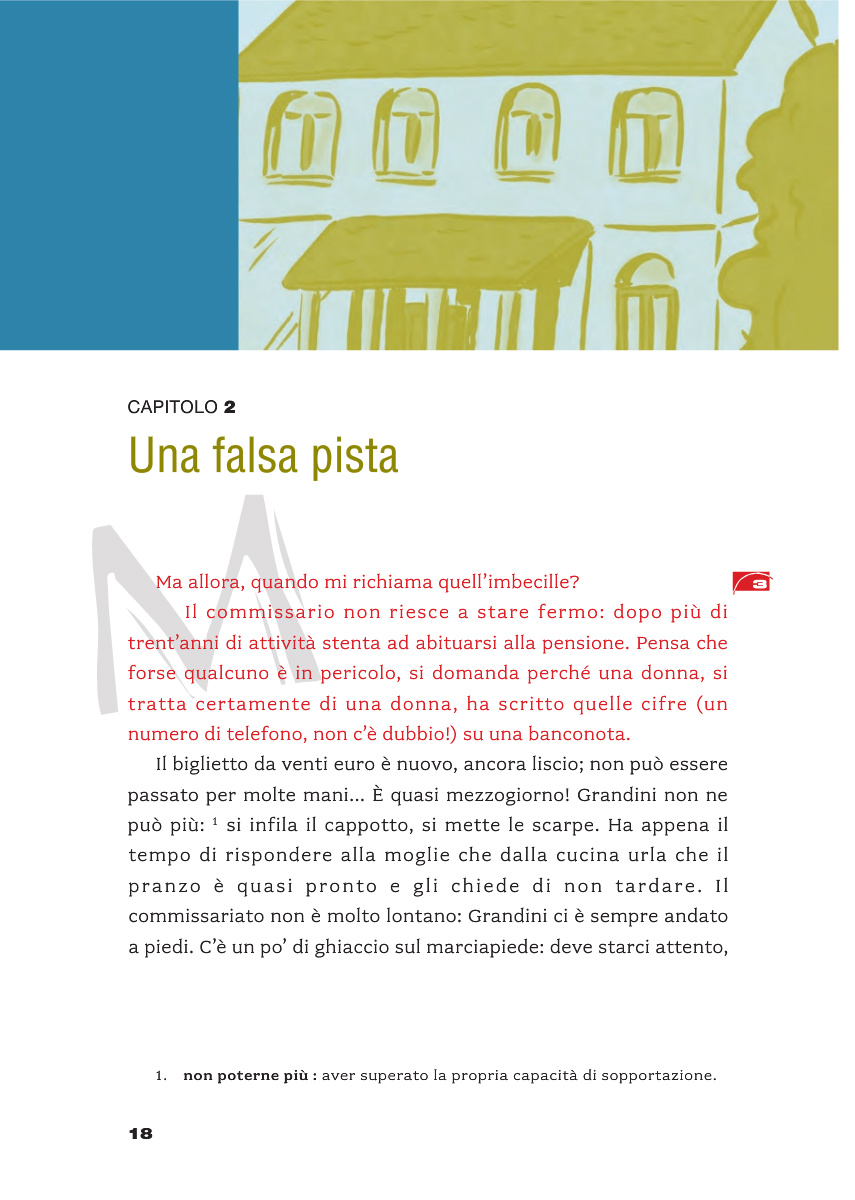 CAPITOLO 2
Una falsa pista
Ma allora, quando mi richiama quell'imbecille?
3
Il commissario non riesce a stare fermo: dopo più di
trent'anni di attività stenta ad abituarsi alla pensione. Pensa che
forse qualcuno è in pericolo, si domanda perché una donna, si
tratta certamente di una donna, ha scritto quelle cifre (un
numero di telefono, non c'è dubbio!) su una banconota.
Il biglietto da venti euro è nuovo, ancora liscio; non può essere
passato per molte mani... È quasi mezzogiorno! Grandini non ne
può più: ¹ si infila il cappotto, si mette le scarpe. Ha appena il
tempo di rispondere alla moglie che dalla cucina urla che il
pranzo è quasi pronto e gli chiede di non tardare. Il
commissariato non è molto lontano: Grandini ci è sempre andato
a piedi. C'è un po' di ghiaccio sul marciapiede: deve starci attento,
1. non poterne più : aver superato la propria capacità di sopportazione.
18